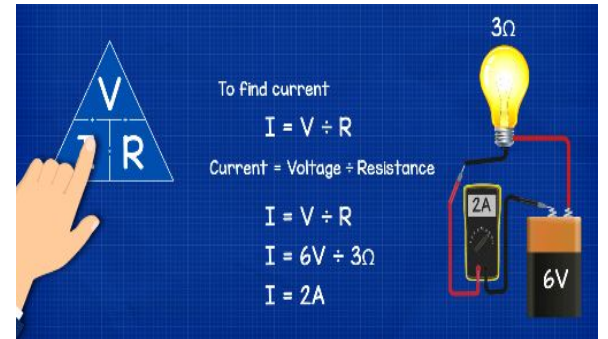 V
I R
To find current
I = V ÷ R
Current = Voltage ÷ Resistance
I = V ÷ R
I = 6V ÷ 3Ω
I = 2A
3Ω
2A
6V